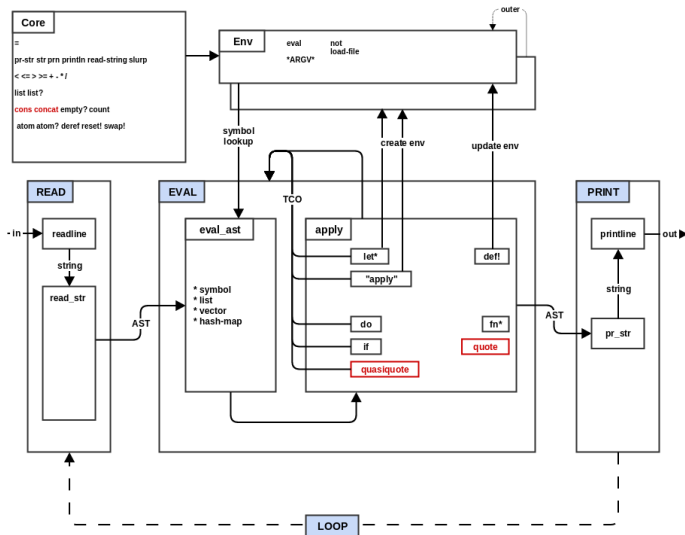 outer
Core
=
pr-str str prn println read-string slurp
< <= > >= + - * /
list list?
cons concat empty? count
atom atom? deref reset! swap!
Env
eval not
load-file
*ARGV*
symbol
lookup
create env
update env
READ
EVAL
PRINT
TCO
in
readline
string
read_str
AST
eval_ast
* symbol
* list
* vector
* hash-map
apply
let*
def!
"apply"
do
fn*
if
quote
quasiquote
AST
printline
out
string
pr_str
LOOP